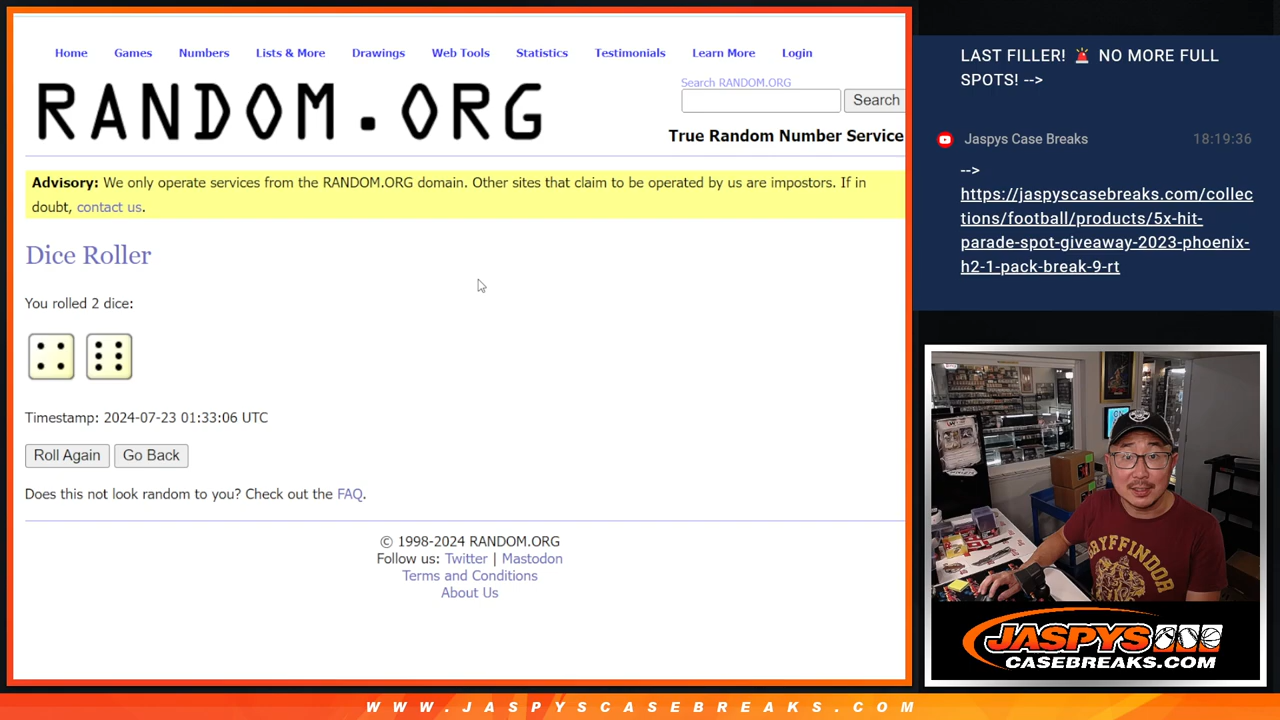 Home Games Numbers Lists & More Drawings Web Tools Statistics Testimonials Learn More Login
RANDOM.ORG
Search RANDOM.ORG
Search
True Random Number Service
Advisory: We only operate services from the RANDOM.ORG domain. Other sites that claim to be operated by us are impostors. If in
doubt, contact us.
Dice Roller
You rolled 2 dice:
Timestamp: 2024-07-23 01:33:06 UTC
Roll Again Go Back
Does this not look random to you? Check out the FAQ.
© 1998-2024 RANDOM.ORG
Follow us: Twitter | Mastodon
Terms and Conditions
About Us
LAST FILLER! 🚨 NO MORE FULL
SPOTS! -->
Jaspys Case Breaks 18:19:36
-->
https://jaspyscasebreaks.com/collec
tions/football/products/5x-hit-
parade-spot-giveaway-2023-phoenix-
h2-1-pack-break-9-rt
GRYFFINDOR
JASPYS
CASEBREAKS.COM
WWW.JASPYSCASEBREAKS.COM